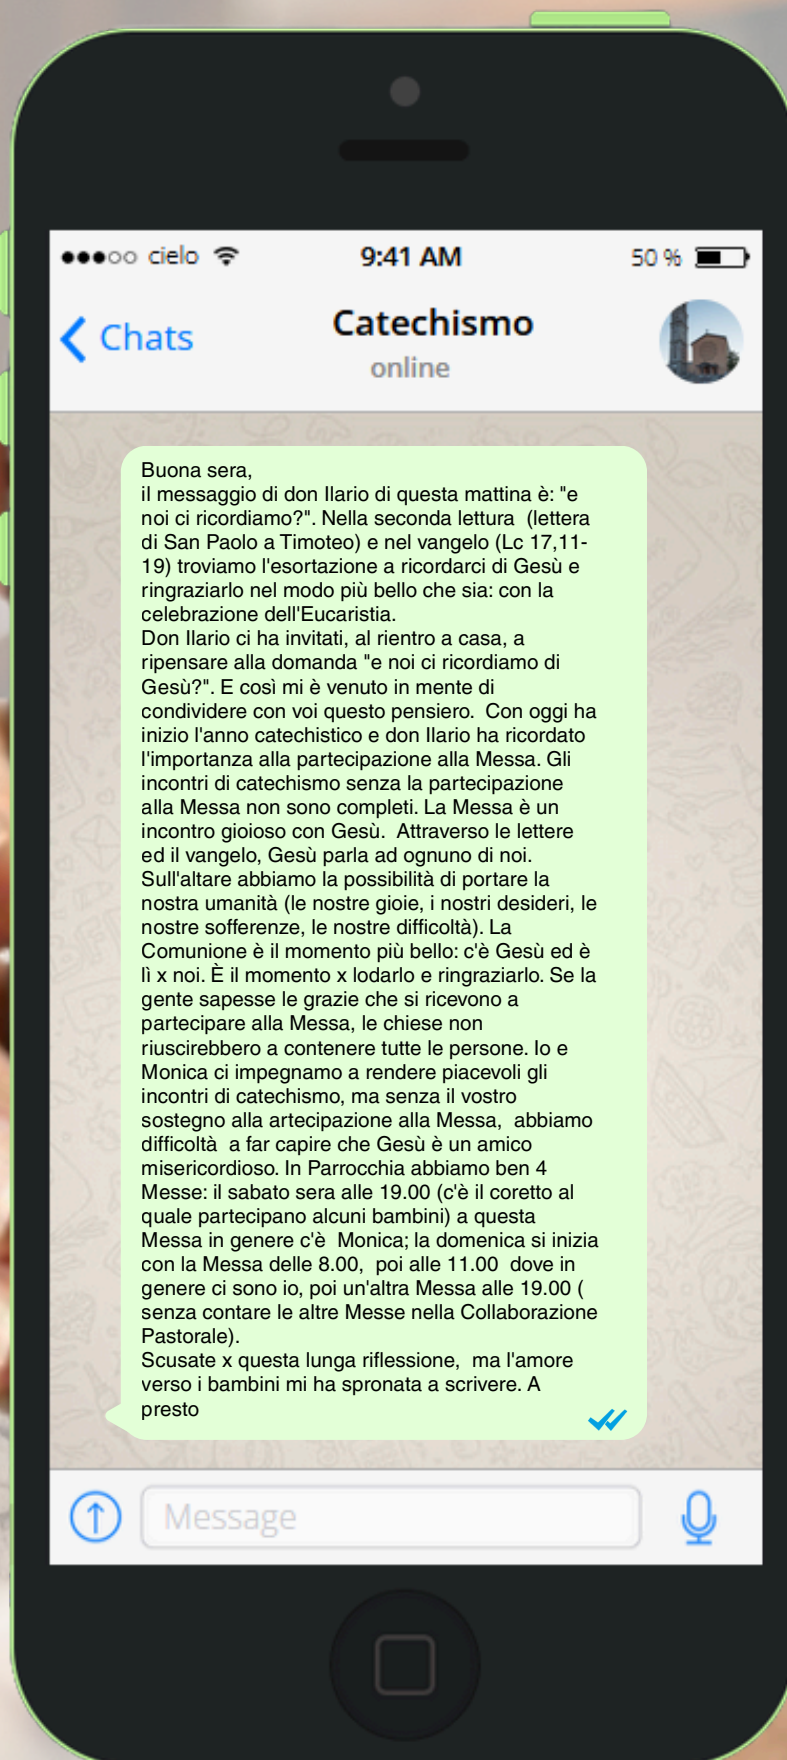 ●●●○○ cielo 9:41 AM 50 %
Chats
Catechismo
online
Buona sera,
il messaggio di don Ilario di questa mattina è: "e
noi ci ricordiamo?". Nella seconda lettura  (lettera
di San Paolo a Timoteo) e nel vangelo (Lc 17,11-
19) troviamo l'esortazione a ricordarci di Gesù e
ringraziarlo nel modo più bello che sia: con la
celebrazione dell'Eucaristia.
Don Ilario ci ha invitati, al rientro a casa, a
ripensare alla domanda "e noi ci ricordiamo di
Gesù?". E così mi è venuto in mente di
condividere con voi questo pensiero.  Con oggi ha
inizio l'anno catechistico e don Ilario ha ricordato
l'importanza alla partecipazione alla Messa. Gli
incontri di catechismo senza la partecipazione
alla Messa non sono completi. La Messa è un
incontro gioioso con Gesù.  Attraverso le lettere
ed il vangelo, Gesù parla ad ognuno di noi.
Sull'altare abbiamo la possibilità di portare la
nostra umanità (le nostre gioie, i nostri desideri, le
nostre sofferenze, le nostre difficoltà). La
Comunione è il momento più bello: c'è Gesù ed è
lì x noi. È il momento x lodarlo e ringraziarlo. Se la
gente sapesse le grazie che si ricevono a
partecipare alla Messa, le chiese non
riuscirebbero a contenere tutte le persone. Io e
Monica ci impegnamo a rendere piacevoli gli
incontri di catechismo, ma senza il vostro
sostegno alla artecipazione alla Messa,  abbiamo
difficoltà  a far capire che Gesù è un amico
misericordioso. In Parrocchia abbiamo ben 4
Messe: il sabato sera alle 19.00 (c'è il coretto al
quale partecipano alcuni bambini) a questa
Messa in genere c'è  Monica; la domenica si inizia
con la Messa delle 8.00,  poi alle 11.00  dove in
genere ci sono io, poi un'altra Messa alle 19.00 (
senza contare le altre Messe nella Collaborazione
Pastorale).
Scusate x questa lunga riflessione,  ma l'amore
verso i bambini mi ha spronata a scrivere. A
presto
Message